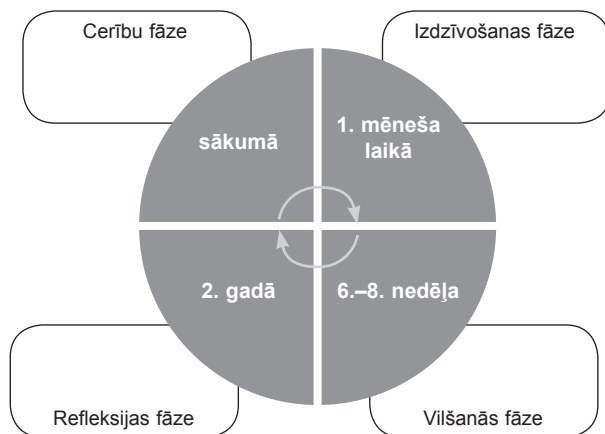 Cerību fāze
Izdzīvošanas fāze
sākumā
1. mēneša
laikā
2. gadā
6.–8. nedēļa
Refleksijas fāze
Vilšanās fāze